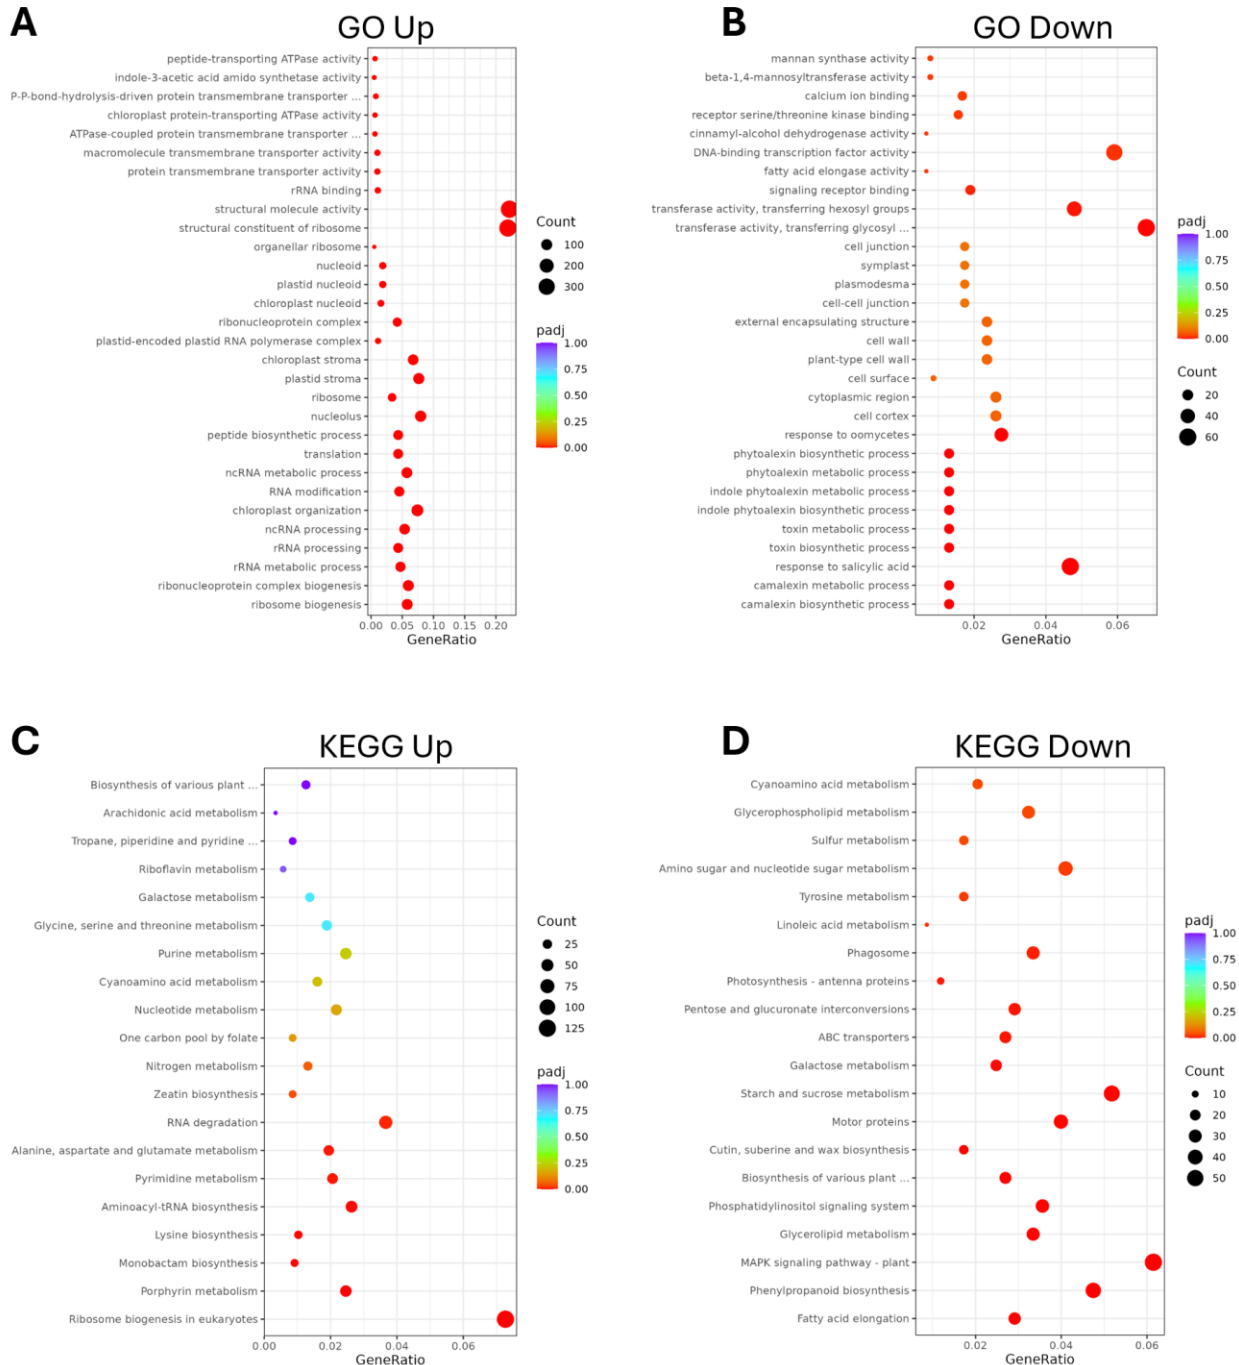 A
GO Up
peptide-transporting ATPase activity
indole-3-acetic acid amido synthetase activity
P-P-bond-hydrolysis-driven protein transmembrane transporter ...
chloroplast protein-transporting ATPase activity
ATPase-coupled protein transmembrane transporter ...
macromolecule transmembrane transporter activity
protein transmembrane transporter activity
rRNA binding
structural molecule activity
structural constituent of ribosome
organellar ribosome
nucleoid
plastid nucleoid
chloroplast nucleoid
ribonucleoprotein complex
plastid-encoded plastid RNA polymerase complex
chloroplast stroma
plastid stroma
ribosome
nucleolus
peptide biosynthetic process
translation
ncRNA metabolic process
RNA modification
chloroplast organization
ncRNA processing
rRNA processing
rRNA metabolic process
ribonucleoprotein complex biogenesis
ribosome biogenesis
0.00 0.05 0.10 0.15 0.20
GeneRatio
Count
100
200
300
padj
1.00
0.75
0.50
0.25
0.00
B
GO Down
mannan synthase activity
beta-1,4-mannosyltransferase activity
calcium ion binding
receptor serine/threonine kinase binding
cinnamyl-alcohol dehydrogenase activity
DNA-binding transcription factor activity
fatty acid elongase activity
signaling receptor binding
transferase activity, transferring hexosyl groups
transferase activity, transferring glycosyl ...
cell junction
symplast
plasmodesma
cell-cell junction
external encapsulating structure
cell wall
plant-type cell wall
cell surface
cytoplasmic region
cell cortex
response to oomycetes
phytoalexin biosynthetic process
phytoalexin metabolic process
indole phytoalexin metabolic process
indole phytoalexin biosynthetic process
toxin metabolic process
toxin biosynthetic process
response to salicylic acid
camalexin metabolic process
camalexin biosynthetic process
0.02 0.04 0.06
GeneRatio
padj
1.00
0.75
0.50
0.25
0.00
Count
20
40
60
C
KEGG Up
Biosynthesis of various plant ...
Arachidonic acid metabolism
Tropane, piperidine and pyridine ...
Riboflavin metabolism
Galactose metabolism
Glycine, serine and threonine metabolism
Purine metabolism
Cyanoamino acid metabolism
Nucleotide metabolism
One carbon pool by folate
Nitrogen metabolism
Zeatin biosynthesis
RNA degradation
Alanine, aspartate and glutamate metabolism
Pyrimidine metabolism
Aminoacyl-tRNA biosynthesis
Lysine biosynthesis
Monobactam biosynthesis
Porphyrin metabolism
Ribosome biogenesis in eukaryotes
0.00 0.02 0.04 0.06
GeneRatio
Count
25
50
75
100
125
padj
1.00
0.75
0.50
0.25
0.00
D
KEGG Down
Cyanoamino acid metabolism
Glycerophospholipid metabolism
Sulfur metabolism
Amino sugar and nucleotide sugar metabolism
Tyrosine metabolism
Linoleic acid metabolism
Phagosome
Photosynthesis - antenna proteins
Pentose and glucuronate interconversions
ABC transporters
Galactose metabolism
Starch and sucrose metabolism
Motor proteins
Cutin, suberine and wax biosynthesis
Biosynthesis of various plant ...
Phosphatidylinositol signaling system
Glycerolipid metabolism
MAPK signaling pathway - plant
Phenylpropanoid biosynthesis
Fatty acid elongation
0.02 0.04 0.06
GeneRatio
padj
1.00
0.75
0.50
0.25
0.00
Count
10
20
30
40
50